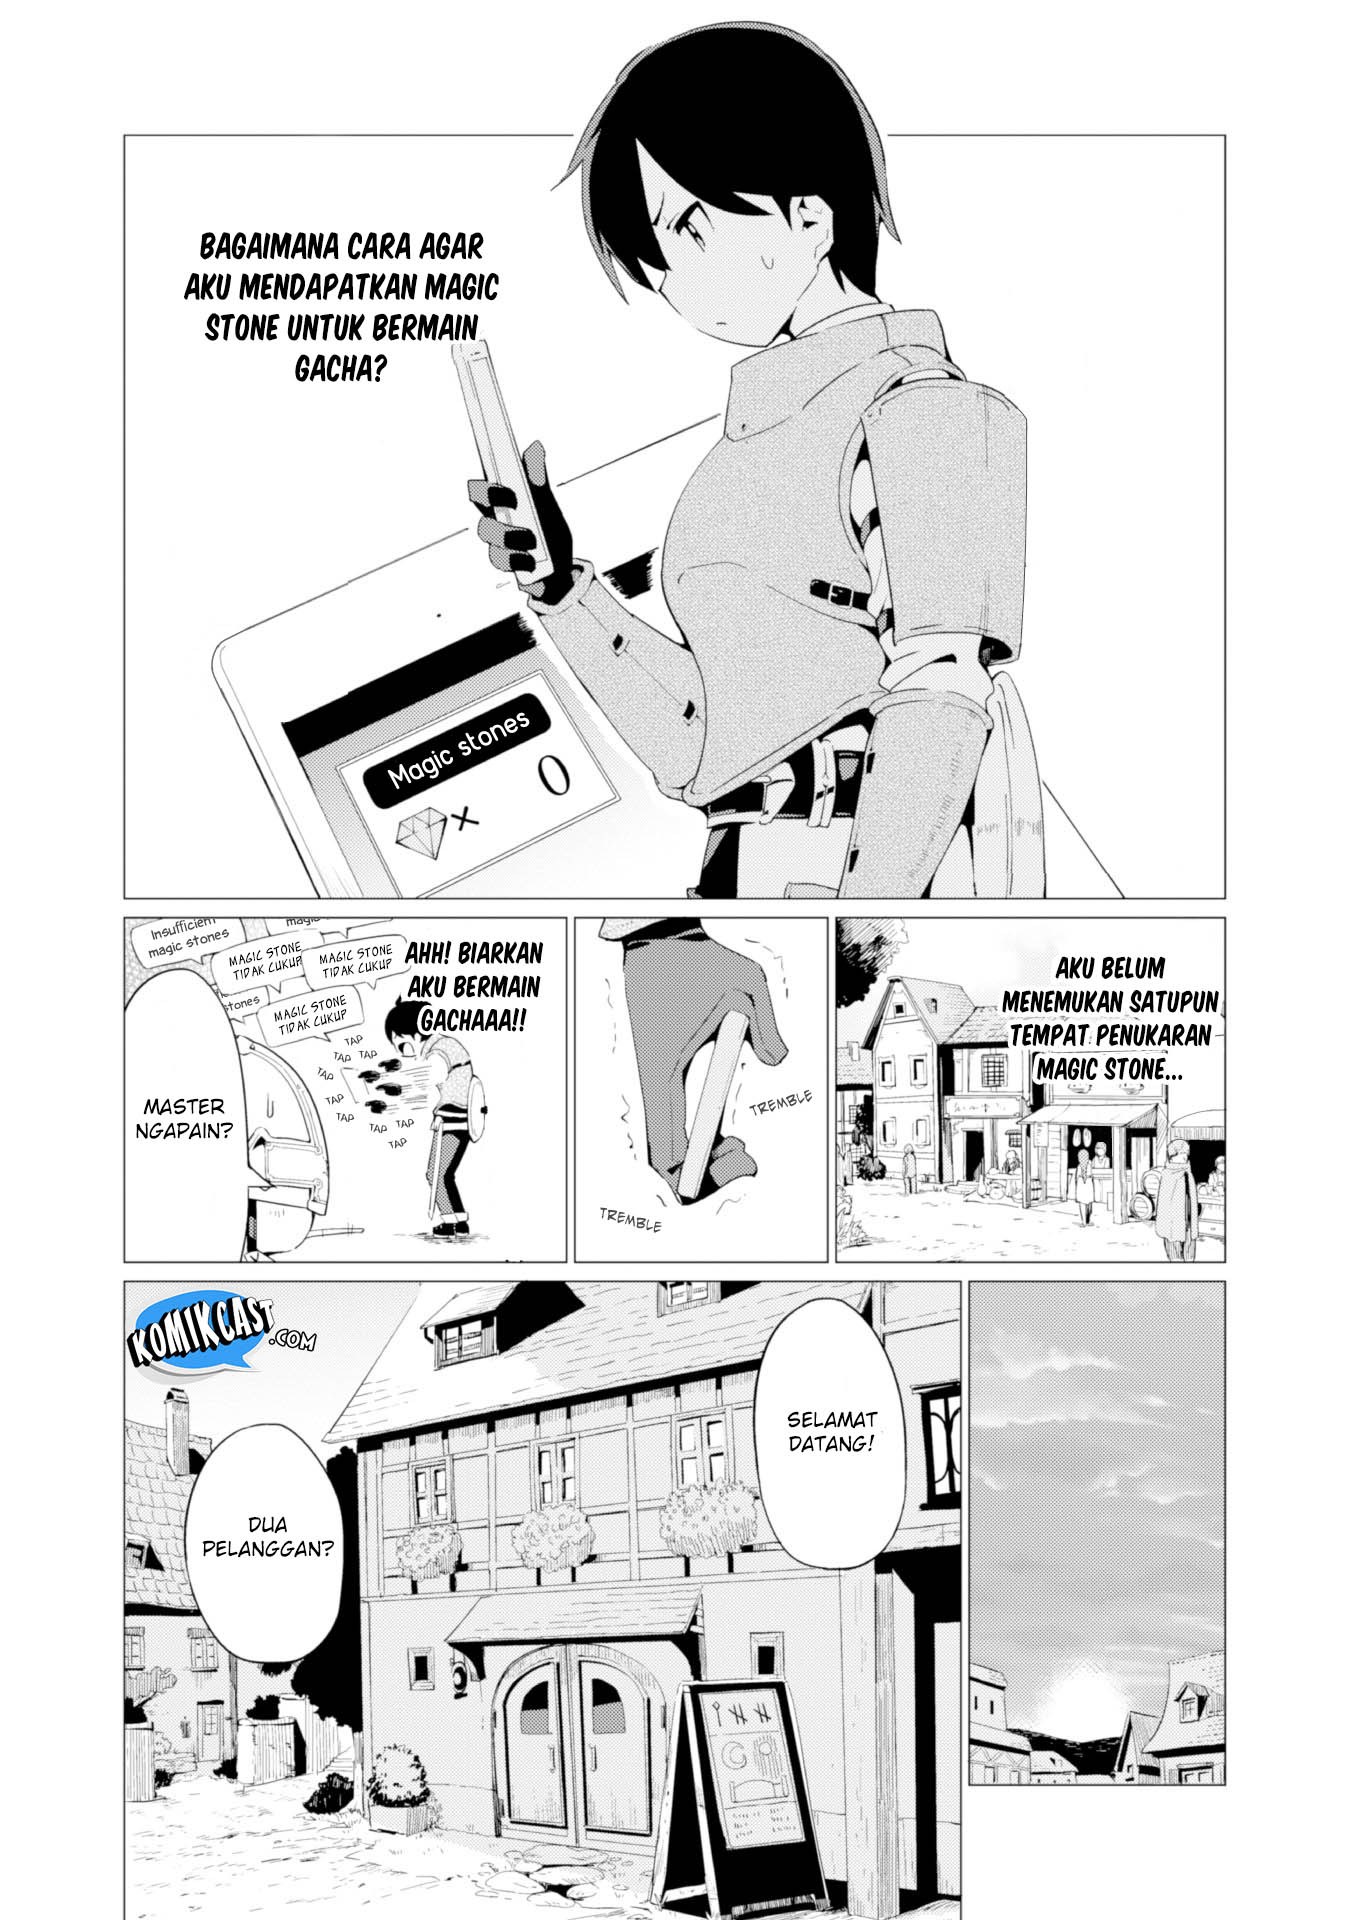 BAGAIMANA CARA AGAR
AKU MENDAPATKAN MAGIC
STONE UNTUK BERMAIN
GACHA?
Magic stones
× 0
AKU BELUM
MENEMUKAN SATUPUN
TEMPAT PENUKARAN
MAGIC STONE...
TREMBLE
TREMBLE
AHH! BIARKAN
AKU BERMAIN
GACHAAA!!
Insufficient
magic stones
MAGIC STONE
TIDAK CUKUP
MAGIC STONE
TIDAK CUKUP
MAGIC STONE
TIDAK CUKUP
TAP
TAP
TAP
TAP
TAP
TAP
TAP
TAP
TAP
MASTER
NGAPAIN?
SELAMAT
DATANG!
DUA
PELANGGAN?
KOMIKCAST
.COM